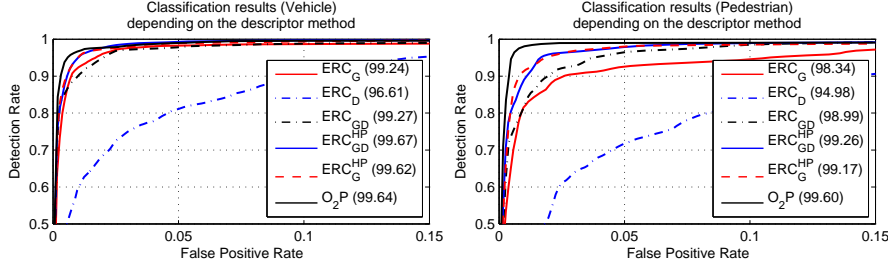 Classification results (Vehicle)
depending on the descriptor method
1
0.9
0.8
0.7
0.6
0.5
Detection Rate
0
0.05
0.1
0.15
False Positive Rate
ERC_G (99.24)
ERC_D (96.61)
ERC_GD (99.27)
ERC_GD^HP (99.67)
ERC_G^HP (99.62)
O_2P (99.64)
Classification results (Pedestrian)
depending on the descriptor method
1
0.9
0.8
0.7
0.6
0.5
Detection Rate
0
0.05
0.1
0.15
False Positive Rate
ERC_G (98.34)
ERC_D (94.98)
ERC_GD (98.99)
ERC_GD^HP (99.26)
ERC_G^HP (99.17)
O_2P (99.60)